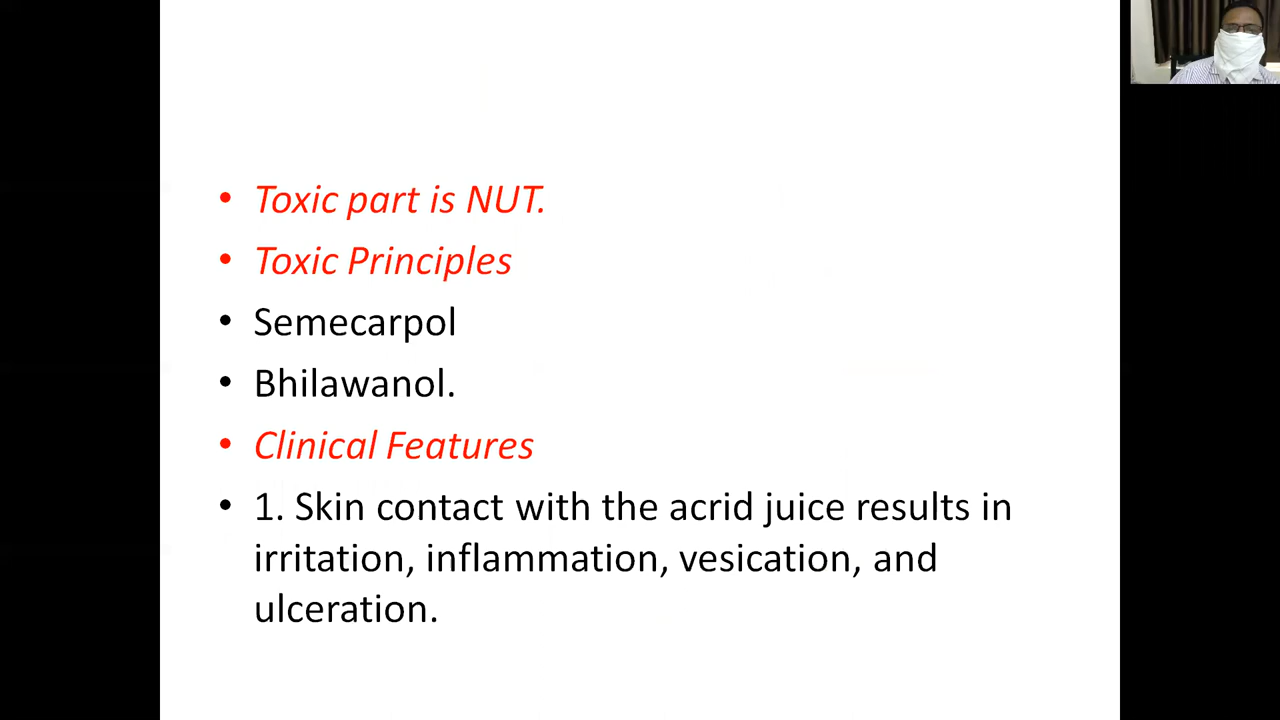 • Toxic part is NUT.
• Toxic Principles
• Semecarpol
• Bhilawanol.
• Clinical Features
• 1. Skin contact with the acrid juice results in
irritation, inflammation, vesication, and
ulceration.